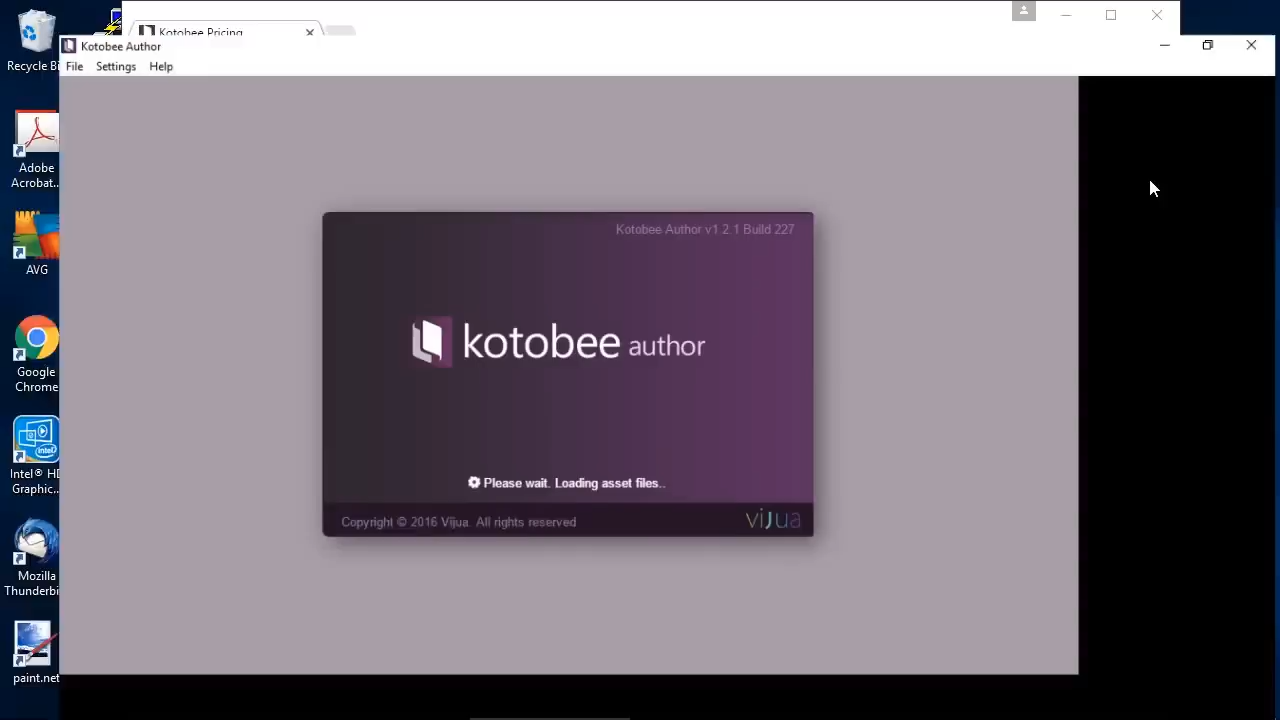 Kotobee Pricing
Kotobee Author
File Settings Help
Recycle Bi
Adobe
Acrobat..
AVG
Google
Chrome
Intel® HD
Graphic..
Mozilla
Thunderbi
paint.net
Kotobee Author v1.2.1 Build 227
kotobee author
Please wait. Loading asset files..
Copyright © 2016 Vijua. All rights reserved
vijua